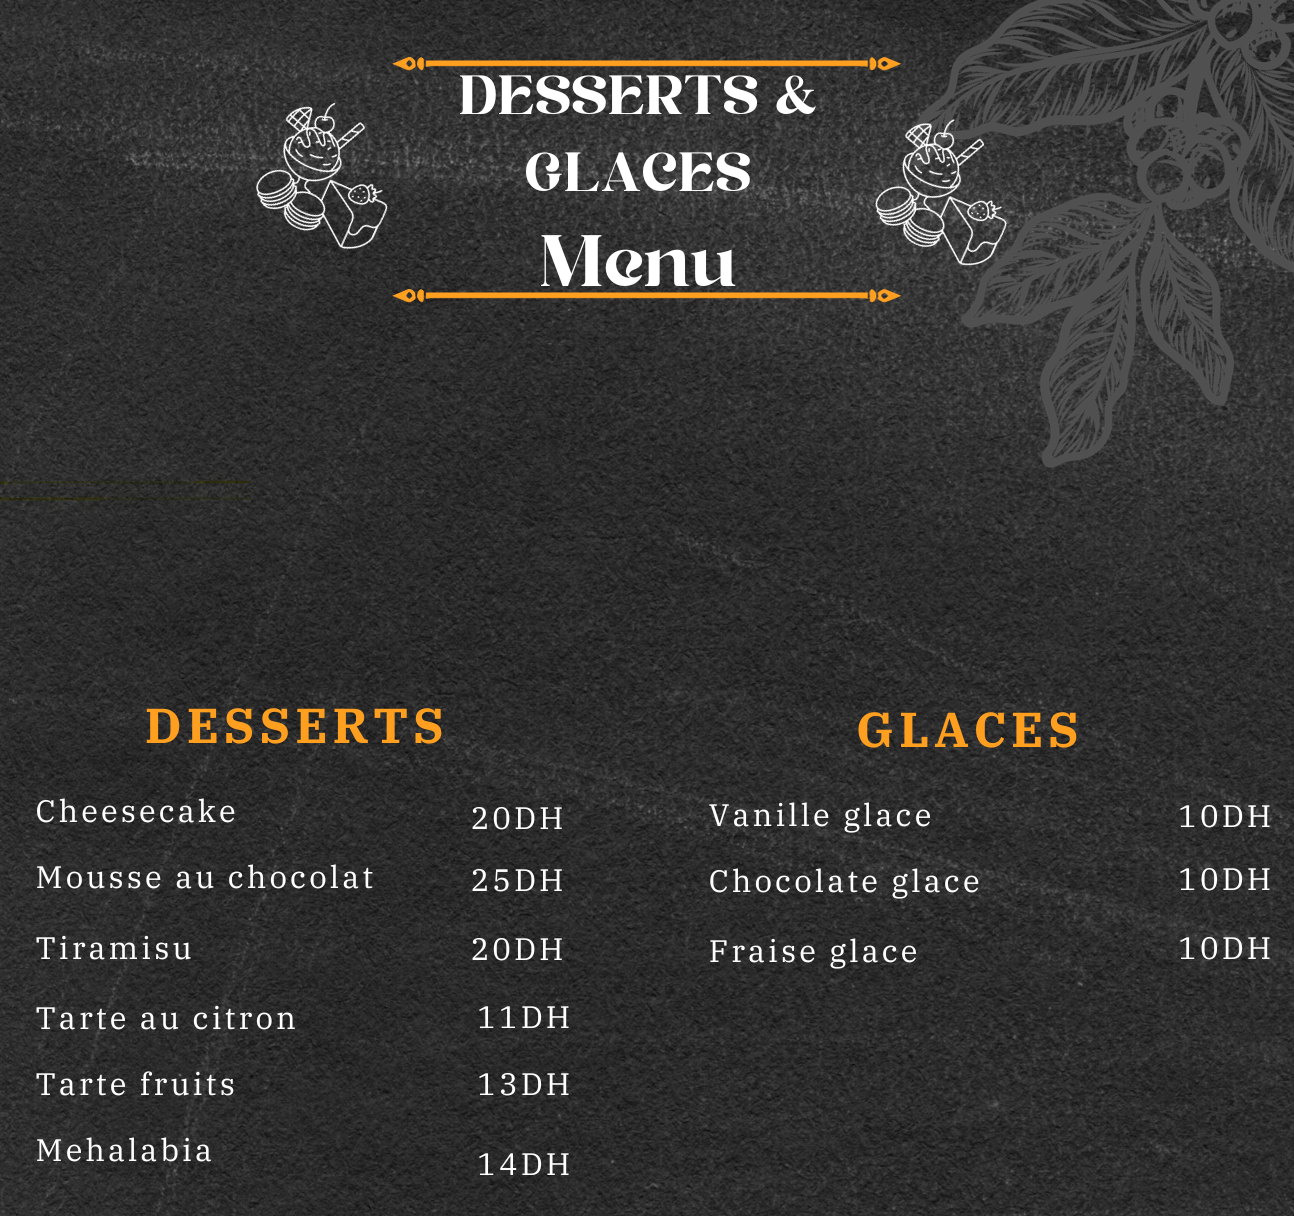 DESSERTS &
GLACES
Menu
DESSERTS
Cheesecake 20DH
Mousse au chocolat 25DH
Tiramisu 20DH
Tarte au citron 11DH
Tarte fruits 13DH
Mehalabia 14DH
GLACES
Vanille glace 10DH
Chocolate glace 10DH
Fraise glace 10DH